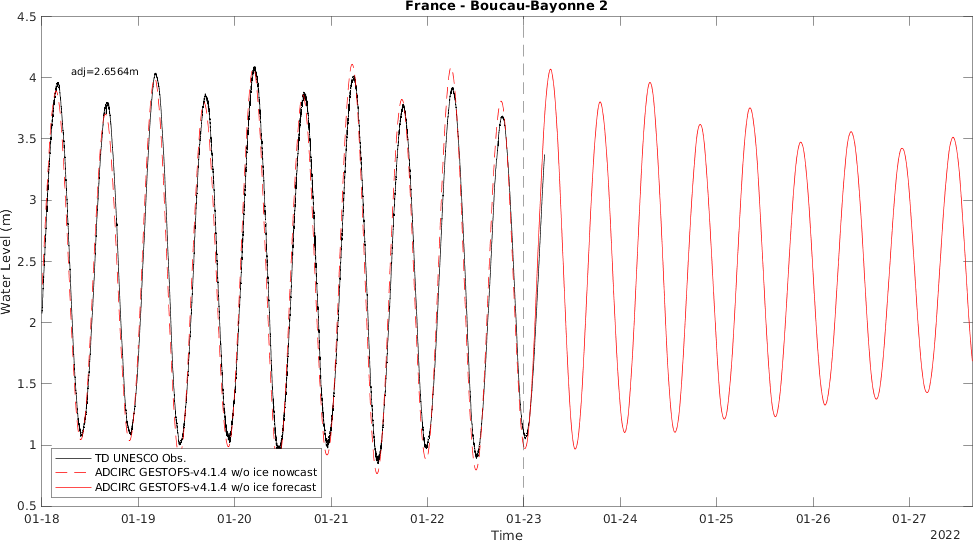 France - Boucau-Bayonne 2
4.5
4
3.5
3
2.5
2
1.5
1
0.5
Water Level (m)
adj=2.6564m
TD UNESCO Obs.
ADCIRC GESTOFS-v4.1.4 w/o ice nowcast
ADCIRC GESTOFS-v4.1.4 w/o ice forecast
01-18 01-19 01-20 01-21 01-22 01-23 01-24 01-25 01-26 01-27
Time
2022